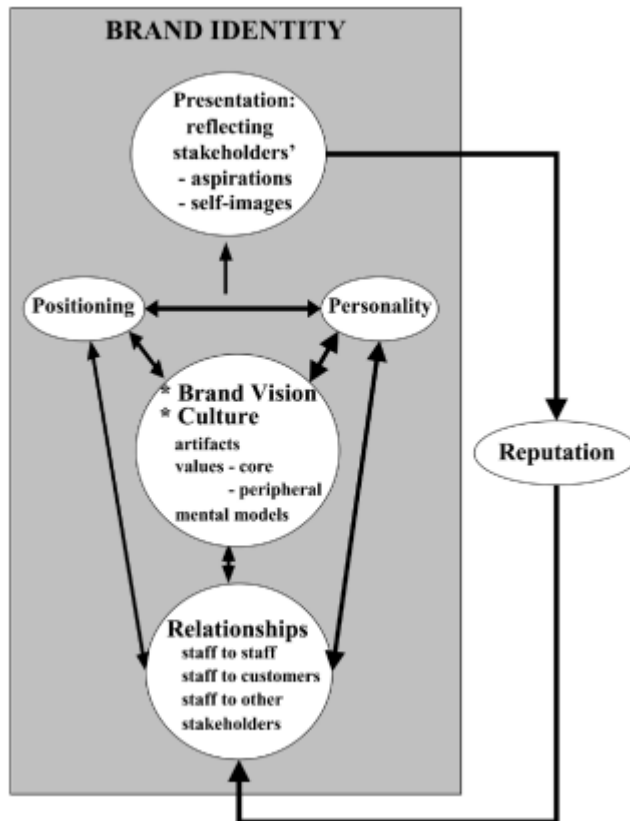 BRAND IDENTITY
Presentation:
reflecting
stakeholders’
- aspirations
- self-images
Positioning
Personality
* Brand Vision
* Culture
artifacts
values - core
- peripheral
mental models
Reputation
Relationships
staff to staff
staff to customers
staff to other
stakeholders